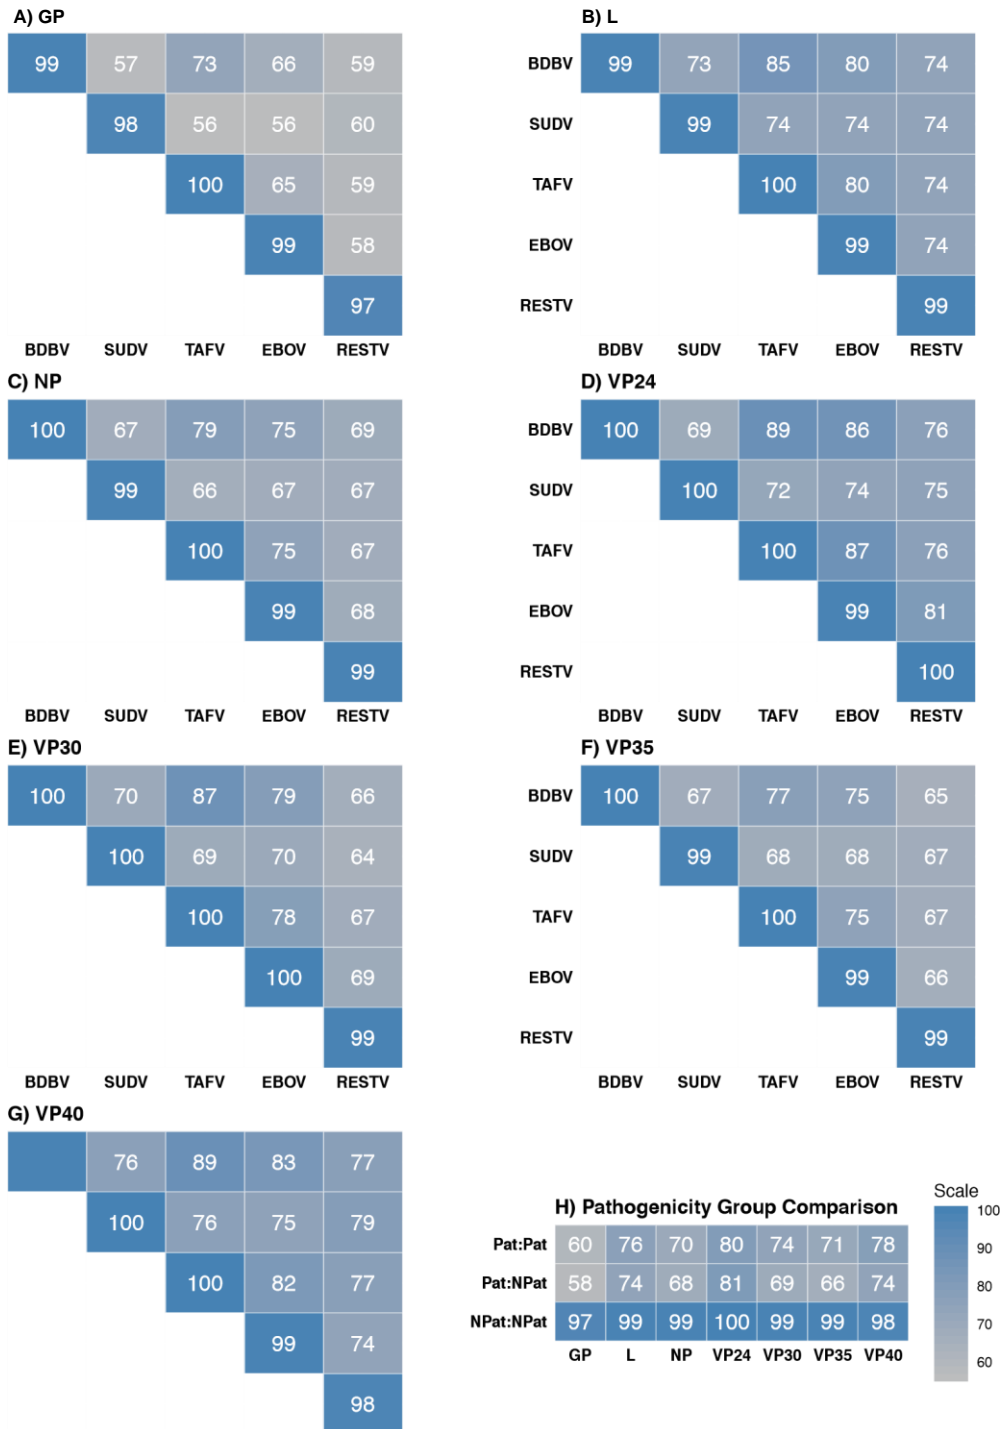 A) GP
99 57 73 66 59
98 56 56 60
100 65 59
99 58
97
BDBV SUDV TAFV EBOV RESTV
B) L
BDBV 99 73 85 80 74
SUDV 99 74 74 74
TAFV 100 80 74
EBOV 99 74
RESTV 99
BDBV SUDV TAFV EBOV RESTV
C) NP
100 67 79 75 69
99 66 67 67
100 75 67
99 68
99
BDBV SUDV TAFV EBOV RESTV
D) VP24
BDBV 100 69 89 86 76
SUDV 100 72 74 75
TAFV 100 87 76
EBOV 99 81
RESTV 100
BDBV SUDV TAFV EBOV RESTV
E) VP30
100 70 87 79 66
100 69 70 64
100 78 67
100 69
99
BDBV SUDV TAFV EBOV RESTV
F) VP35
BDBV 100 67 77 75 65
SUDV 99 68 68 67
TAFV 100 75 67
EBOV 99 66
RESTV 99
BDBV SUDV TAFV EBOV RESTV
G) VP40
76 89 83 77
100 76 75 79
100 82 77
99 74
98
H) Pathogenicity Group Comparison
Pat:Pat 60 76 70 80 74 71 78
Pat:NPat 58 74 68 81 69 66 74
NPat:NPat 97 99 99 100 99 99 98
GP L NP VP24 VP30 VP35 VP40
Scale
100
90
80
70
60